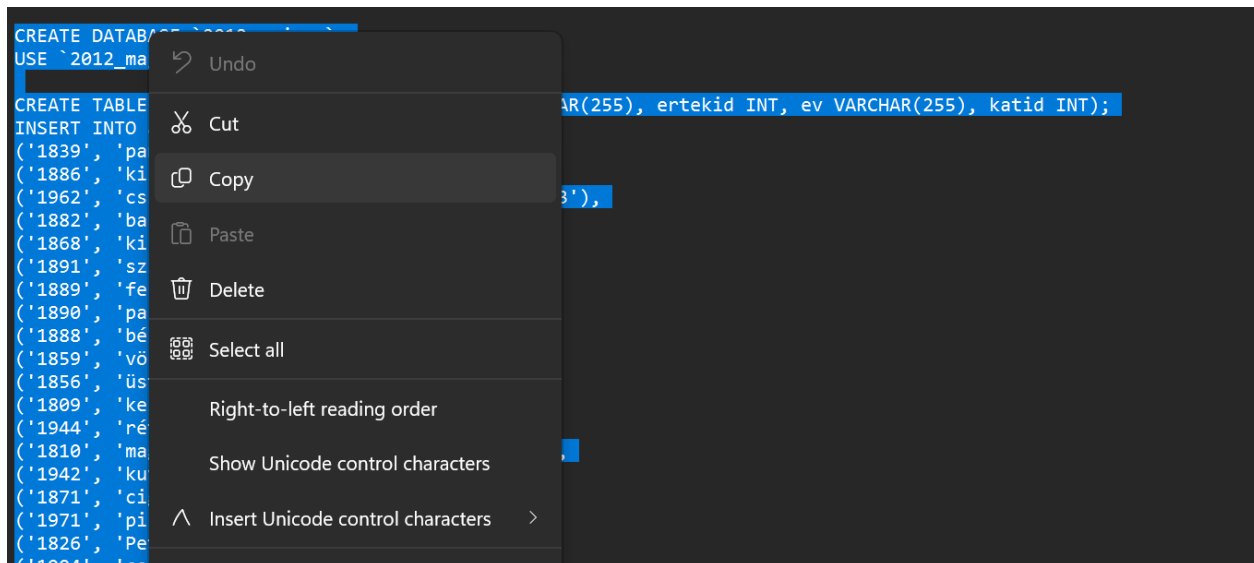 CREATE DATABASE `2012
USE `2012_ma
CREATE TABLE AR(255), ertekid INT, ev VARCHAR(255), katid INT);
INSERT INTO
('1839', 'pa
('1886', 'ki
('1962', 'cs 3'),
('1882', 'ba
('1868', 'ki
('1891', 'sz
('1889', 'fe
('1890', 'pa
('1888', 'bé
('1859', 'vö
('1856', 'üs
('1809', 'ke
('1944', 'ré
('1810', 'ma ,
('1942', 'ku
('1871', 'ci
('1971', 'pi
('1826', 'Pe
Undo
Cut
Copy
Paste
Delete
Select all
Right-to-left reading order
Show Unicode control characters
Insert Unicode control characters